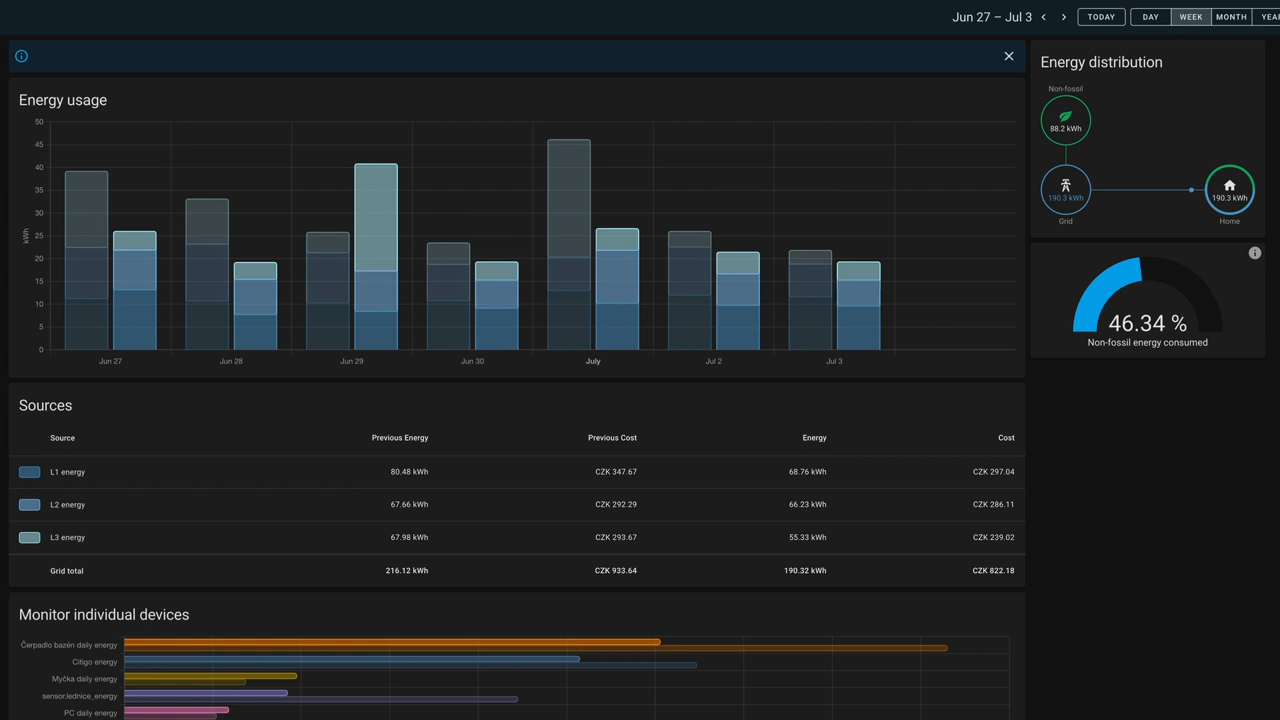 Jun 27 – Jul 3
TODAY
DAY
WEEK
MONTH
Energy usage
50
45
40
35
30
25
20
15
10
5
0
kWh
Jun 27
Jun 28
Jun 29
Jun 30
July
Jul 2
Jul 3
Energy distribution
Non-fossil
88.2 kWh
190.3 kWh
190.3 kWh
Grid
Home
46.34 %
Non-fossil energy consumed
Sources
Source Previous Energy Previous Cost Energy Cost
L1 energy 80.48 kWh CZK 347.67 68.76 kWh CZK 297.04
L2 energy 67.66 kWh CZK 292.29 66.23 kWh CZK 286.11
L3 energy 67.98 kWh CZK 293.67 55.33 kWh CZK 239.02
Grid total 216.12 kWh CZK 933.64 190.32 kWh CZK 822.18
Monitor individual devices
Čerpadlo bazén daily energy
Citigo energy
Myčka daily energy
sensor.lednice_energy
PC daily energy